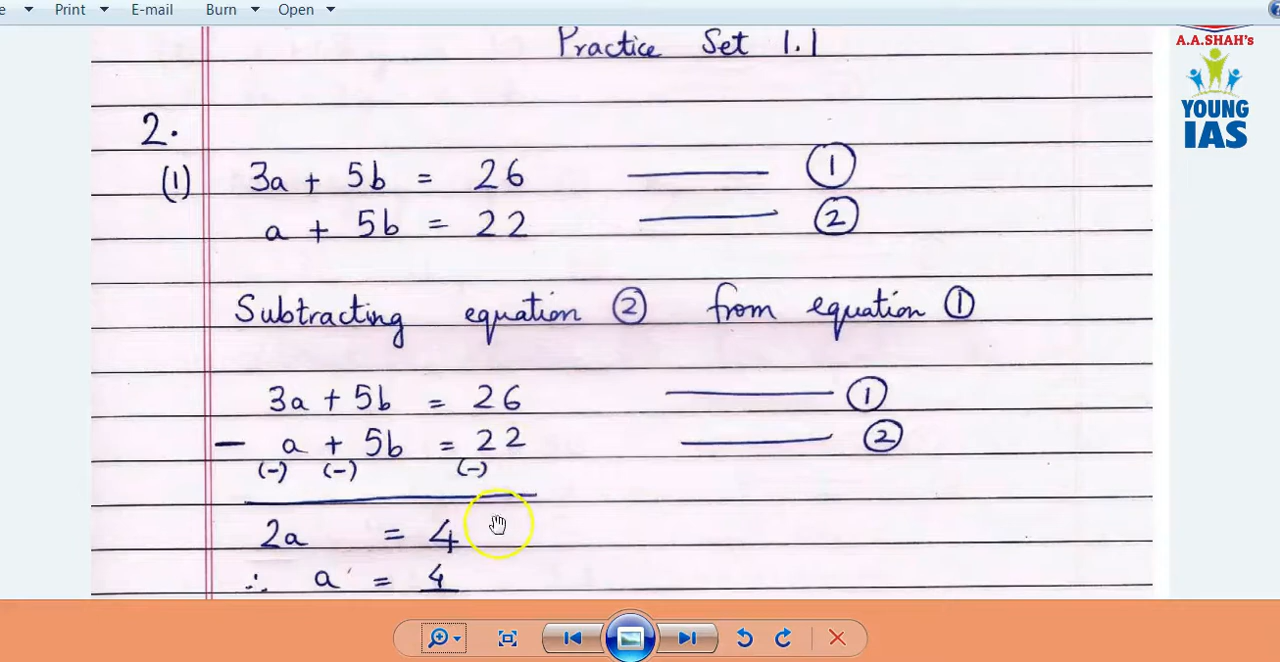 Print E-mail Burn Open
A.A.SHAH's
YOUNG
IAS
Practice Set 1.1
2.
(1) 3a + 5b = 26 ——— ①
a + 5b = 22 ——— ②
Subtracting equation ② from equation ①
3a + 5b = 26 ——— ①
– a + 5b = 22 ——— ②
(-) (-) (-)
2a = 4
∴ a = 4